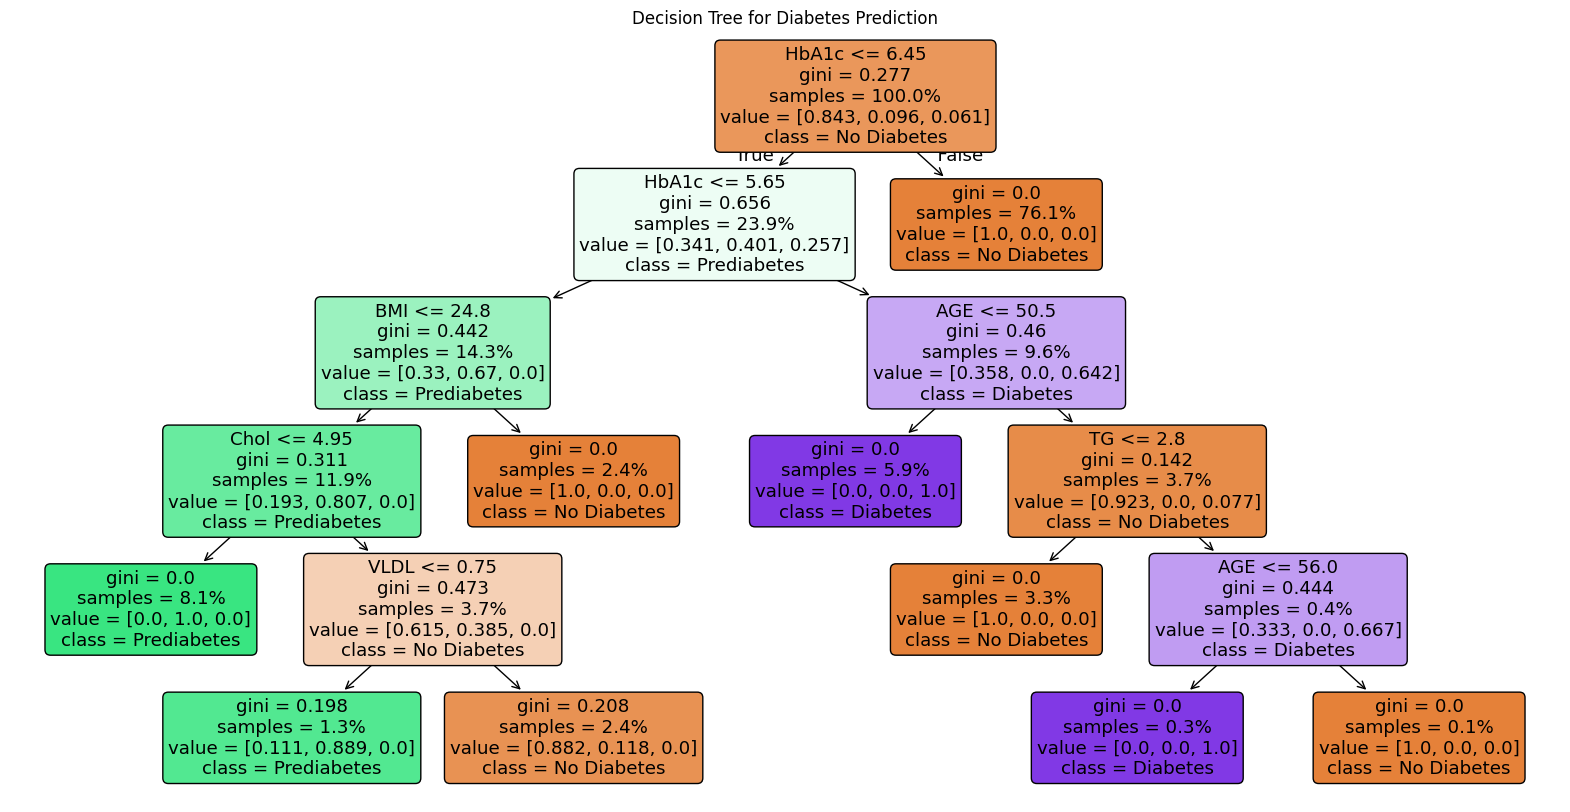 Decision Tree for Diabetes Prediction
HbA1c <= 6.45
gini = 0.277
samples = 100.0%
value = [0.843, 0.096, 0.061]
class = No Diabetes
True
False
HbA1c <= 5.65
gini = 0.656
samples = 23.9%
value = [0.341, 0.401, 0.257]
class = Prediabetes
gini = 0.0
samples = 76.1%
value = [1.0, 0.0, 0.0]
class = No Diabetes
BMI <= 24.8
gini = 0.442
samples = 14.3%
value = [0.33, 0.67, 0.0]
class = Prediabetes
AGE <= 50.5
gini = 0.46
samples = 9.6%
value = [0.358, 0.0, 0.642]
class = Diabetes
Chol <= 4.95
gini = 0.311
samples = 11.9%
value = [0.193, 0.807, 0.0]
class = Prediabetes
gini = 0.0
samples = 2.4%
value = [1.0, 0.0, 0.0]
class = No Diabetes
gini = 0.0
samples = 5.9%
value = [0.0, 0.0, 1.0]
class = Diabetes
TG <= 2.8
gini = 0.142
samples = 3.7%
value = [0.923, 0.0, 0.077]
class = No Diabetes
gini = 0.0
samples = 8.1%
value = [0.0, 1.0, 0.0]
class = Prediabetes
VLDL <= 0.75
gini = 0.473
samples = 3.7%
value = [0.615, 0.385, 0.0]
class = No Diabetes
gini = 0.0
samples = 3.3%
value = [1.0, 0.0, 0.0]
class = No Diabetes
AGE <= 56.0
gini = 0.444
samples = 0.4%
value = [0.333, 0.0, 0.667]
class = Diabetes
gini = 0.198
samples = 1.3%
value = [0.111, 0.889, 0.0]
class = Prediabetes
gini = 0.208
samples = 2.4%
value = [0.882, 0.118, 0.0]
class = No Diabetes
gini = 0.0
samples = 0.3%
value = [0.0, 0.0, 1.0]
class = Diabetes
gini = 0.0
samples = 0.1%
value = [1.0, 0.0, 0.0]
class = No Diabetes